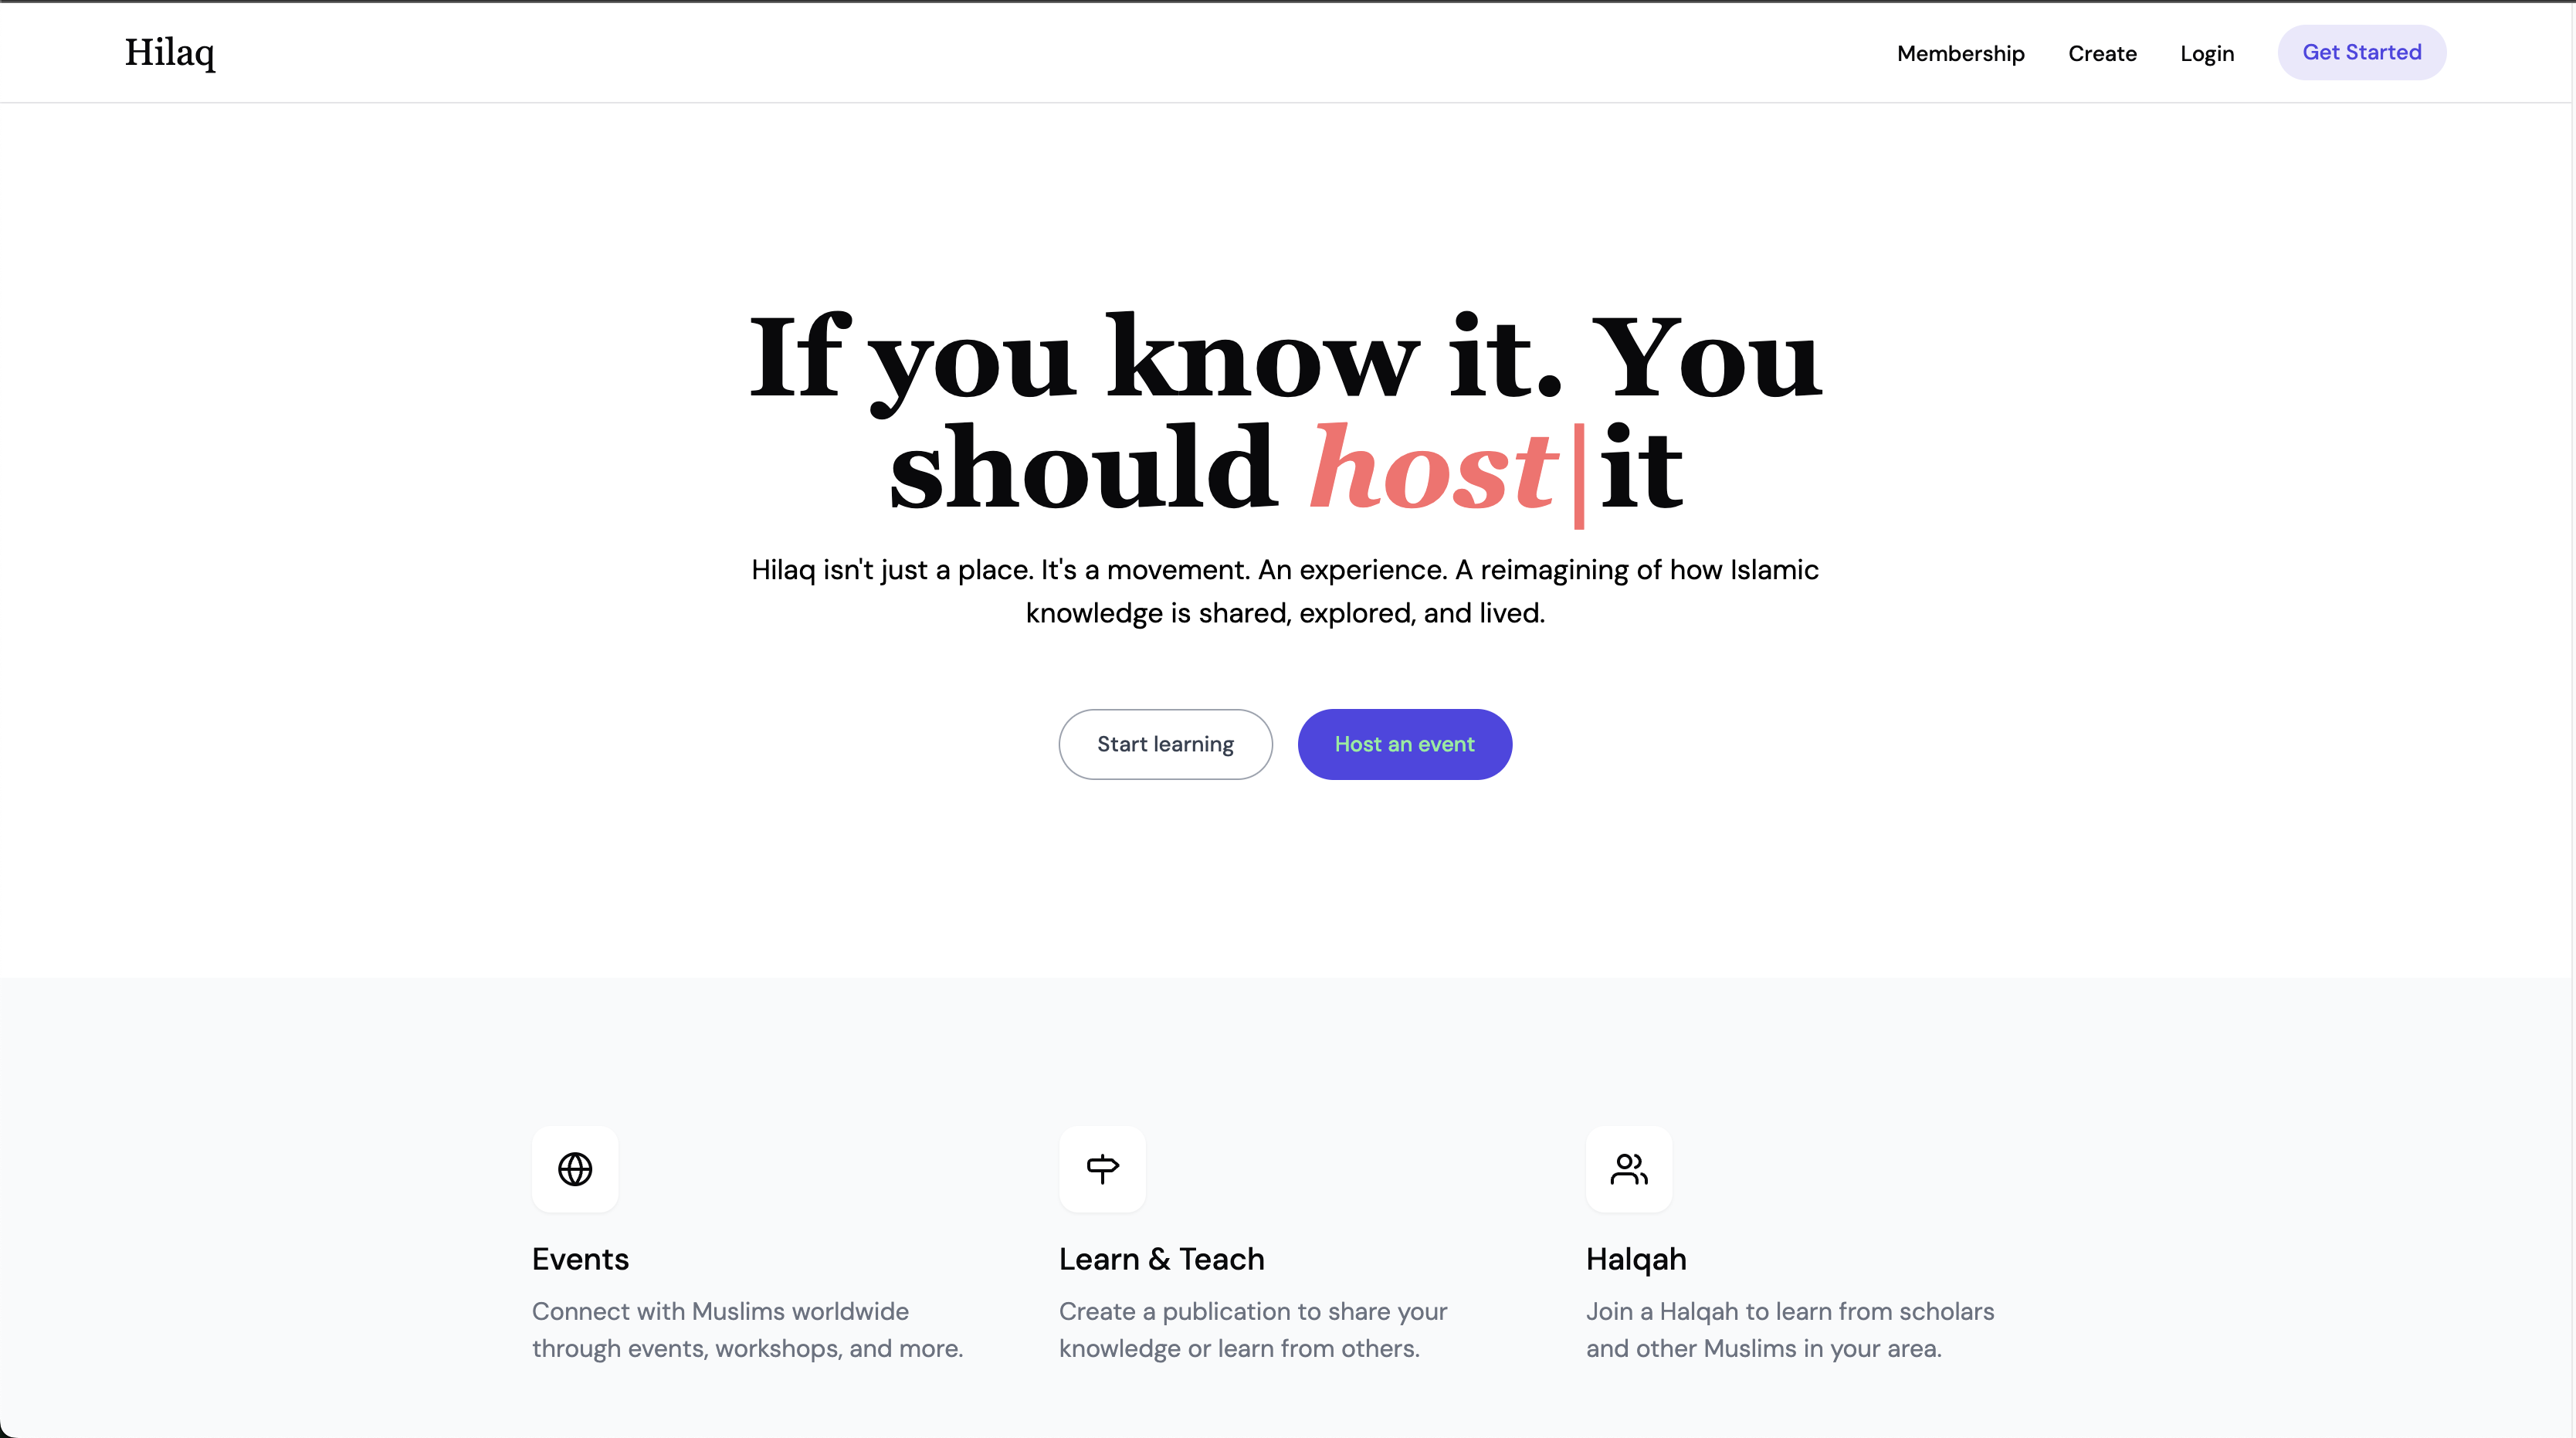 Hilaq
Membership Create Login Get Started
If you know it. You
should host|it
Hilaq isn't just a place. It's a movement. An experience. A reimagining of how Islamic
knowledge is shared, explored, and lived.
Start learning Host an event
Events
Connect with Muslims worldwide
through events, workshops, and more.
Learn & Teach
Create a publication to share your
knowledge or learn from others.
Halqah
Join a Halqah to learn from scholars
and other Muslims in your area.